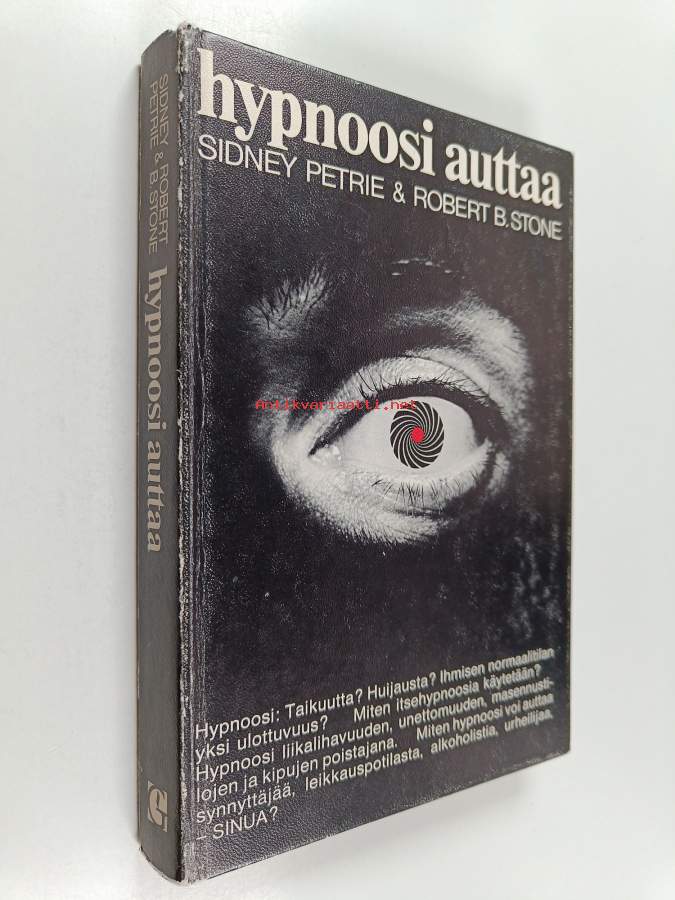 SIDNEY ROBERT
PETRIE & B.STONE
hypnoosi auttaa
G
hypnoosi auttaa
SIDNEY PETRIE & ROBERT B.STONE
Antikvariaatti.net
Hypnoosi: Taikuutta? Huijausta? Ihmisen normaalitilan
yksi ulottuvuus? Miten itsehypnoosia käytetään?
Hypnoosi liikalihavuuden, unettomuuden, masennusti-
lojen ja kipujen poistajana. Miten hypnoosi voi auttaa
synnyttäjää, leikkauspotilasta, alkoholistia, urheilijaa,
– SINUA?